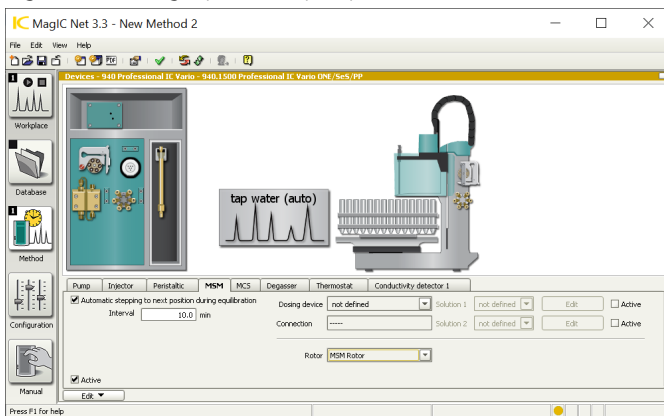 MagIC Net 3.3 - New Method 2
File Edit View Help
PDF
Devices - 940 Professional IC Vario - 940.1500 Professional IC Vario ONE/SeS/PP
1
Workplace
Database
1
Method
Configuration
Manual
tap water (auto)
Pump Injector Peristaltic MSM MCS Degasser Thermostat Conductivity detector 1
Automatic stepping to next position during equilibration
Interval 10.0 min
Dosing device not defined Solution 1 not defined Edit Active
Connection ----- Solution 2 not defined Edit Active
Rotor MSM Rotor
Active
Edit
Press F1 for help